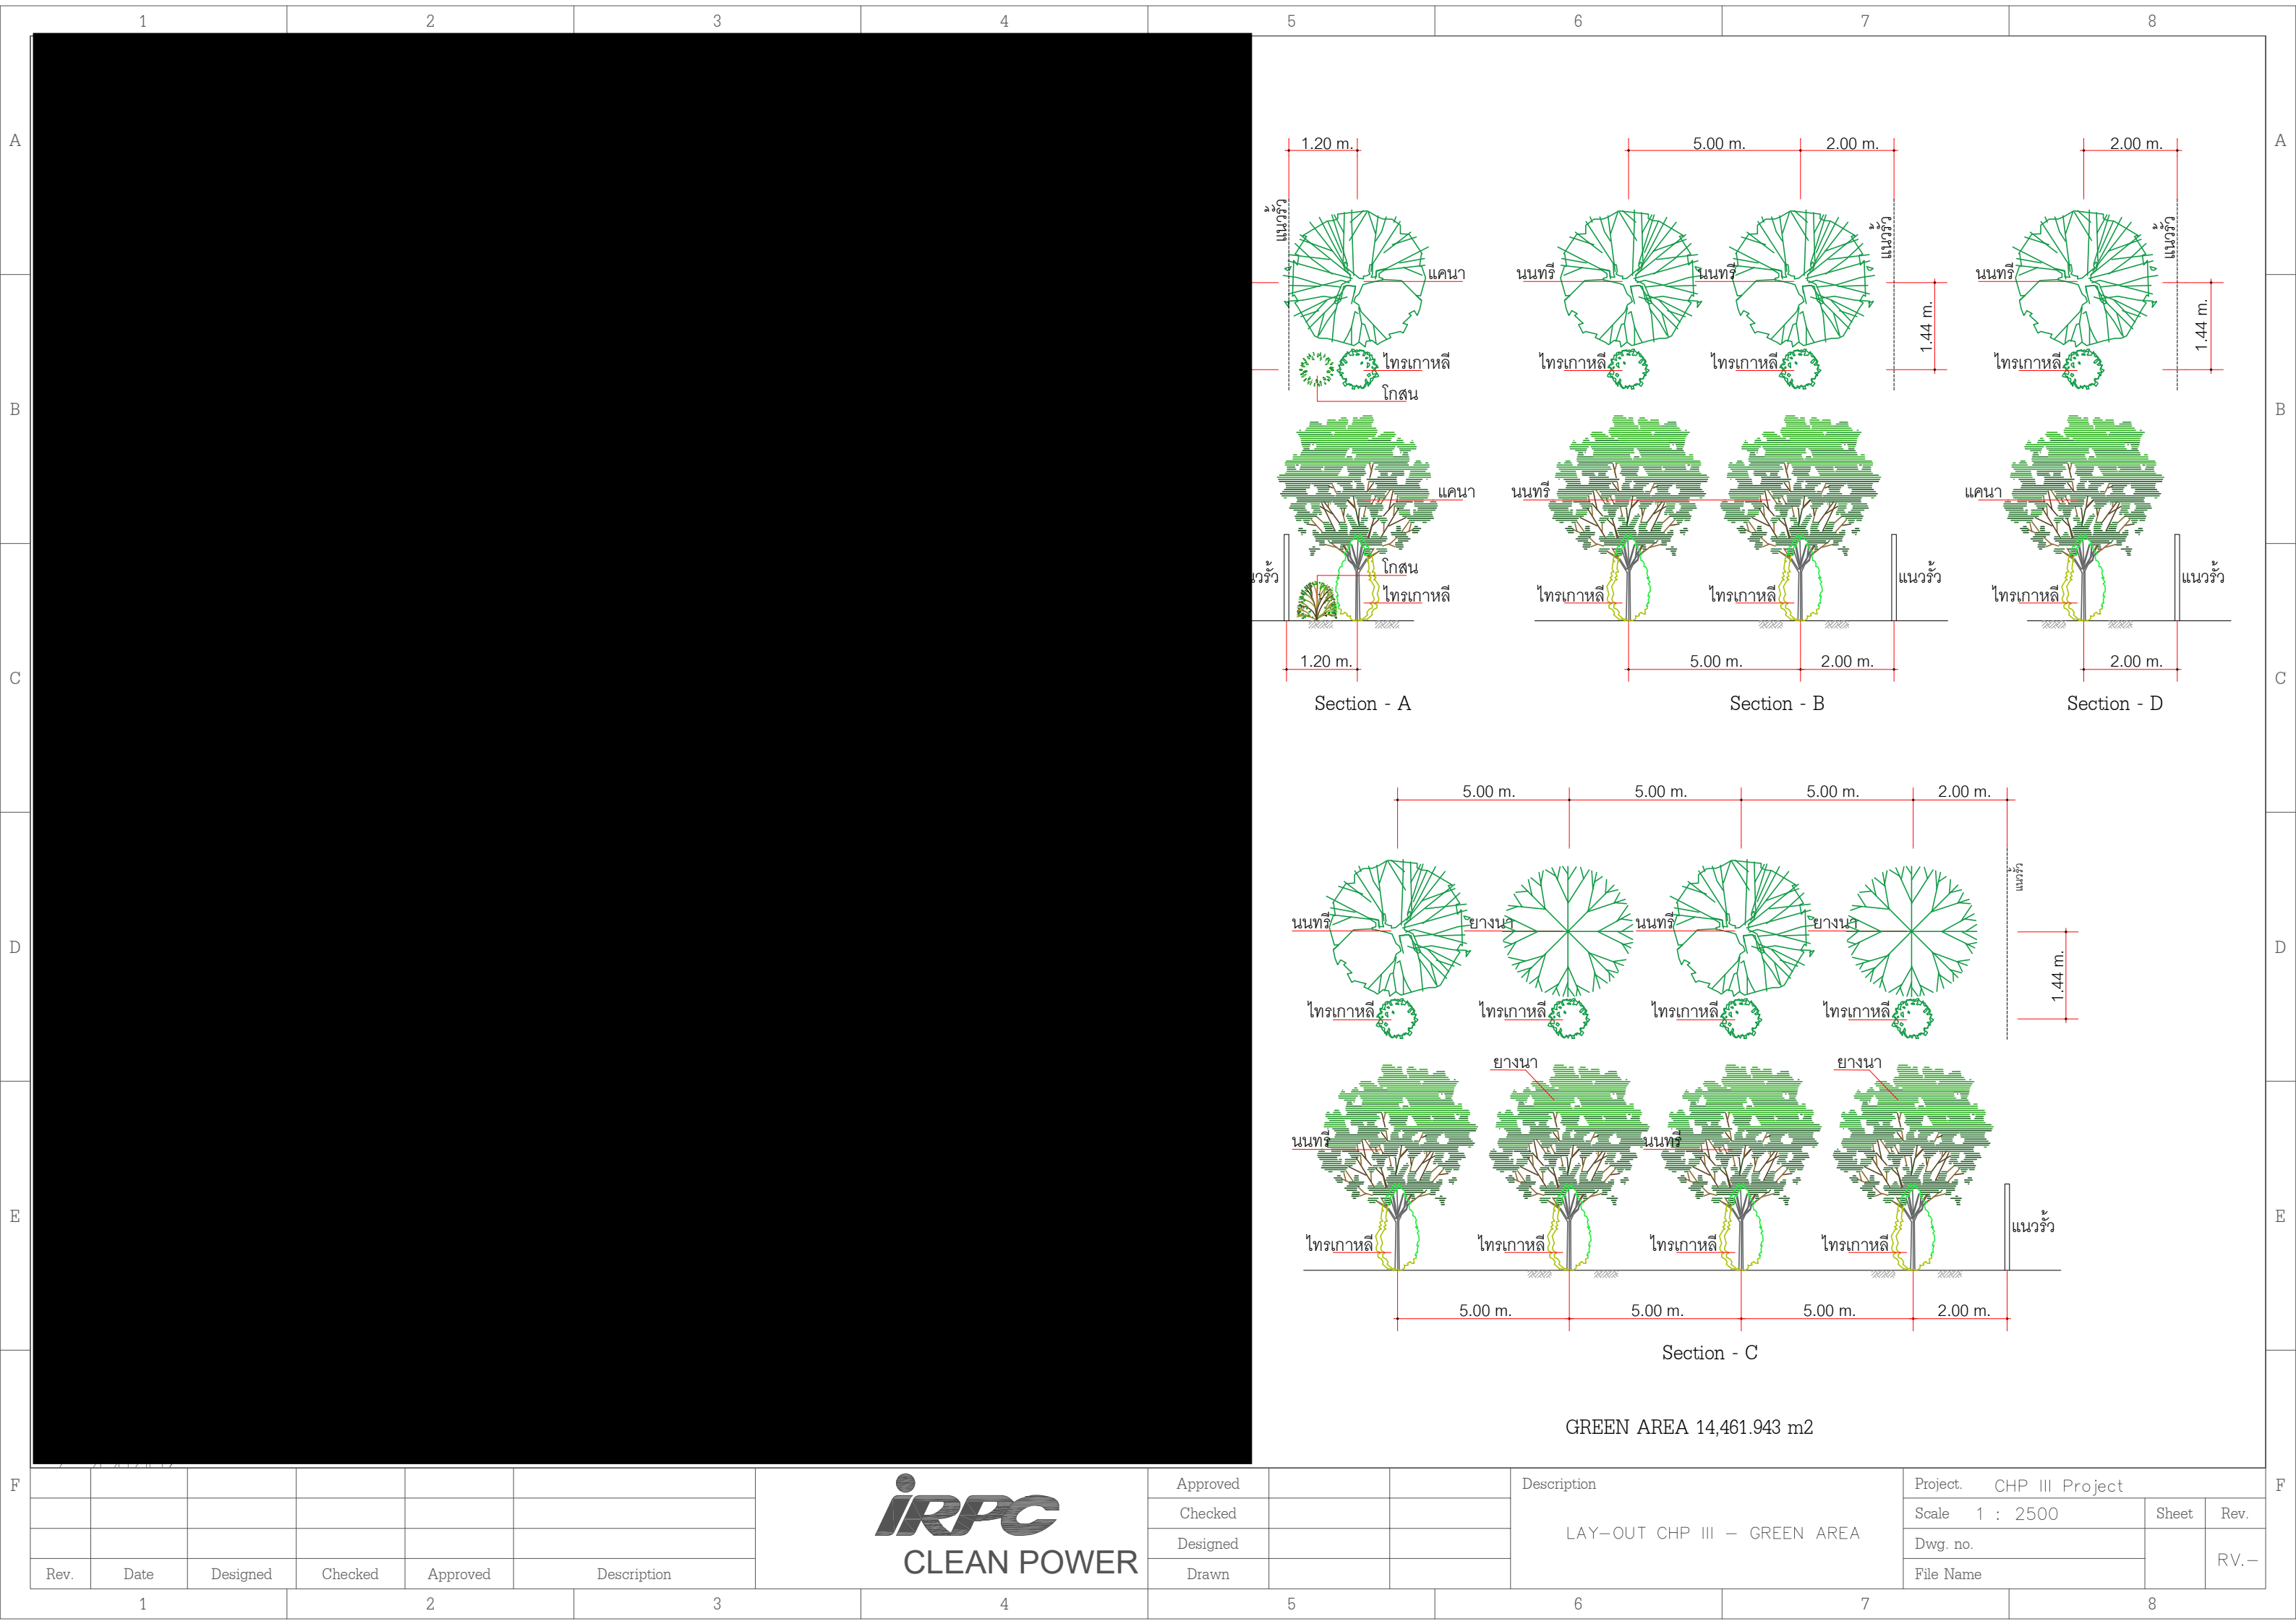 1 2 3 4 5 6 7 8
A A
1.20 m. 5.00 m. 2.00 m. 2.00 m.
แนวรั้ว แนวรั้ว แนวรั้ว
แคนา นนทรี นนทรี นนทรี
1.44 m. 1.44 m.
ไทรเกาหลี ไทรเกาหลี ไทรเกาหลี ไทรเกาหลี
โกสน
B B
แคนา นนทรี แคนา
โกสน
แนวรั้ว แนวรั้ว
ไทรเกาหลี ไทรเกาหลี ไทรเกาหลี ไทรเกาหลี
1.20 m. 5.00 m. 2.00 m. 2.00 m.
C C
Section - A Section - B Section - D
5.00 m. 5.00 m. 5.00 m. 2.00 m.
แนวรั้ว
นนทรี ยางนา นนทรี ยางนา
D D
1.44 m.
ไทรเกาหลี ไทรเกาหลี ไทรเกาหลี ไทรเกาหลี
ยางนา ยางนา
นนทรี นนทรี
E E
แนวรั้ว
ไทรเกาหลี ไทรเกาหลี ไทรเกาหลี ไทรเกาหลี
5.00 m. 5.00 m. 5.00 m. 2.00 m.
Section - C
GREEN AREA 14,461.943 m2
F F
iRPC
CLEAN POWER
Approved
Checked
Designed
Drawn
Description
LAY-OUT CHP III - GREEN AREA
Project. CHP III Project
Scale 1 : 2500 Sheet Rev.
Dwg. no.
RV.-
File Name
Rev. Date Designed Checked Approved Description
1 2 3 4 5 6 7 8